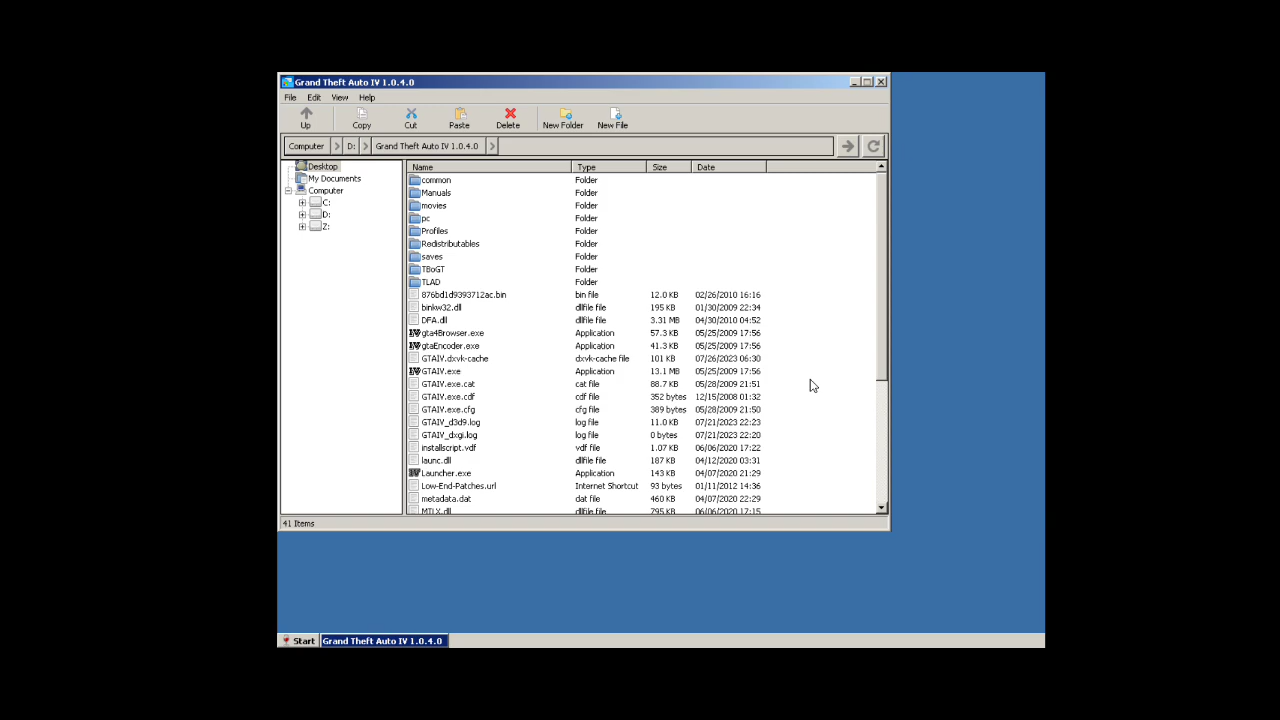 Grand Theft Auto IV 1.0.4.0
File Edit View Help
Up Copy Cut Paste Delete New Folder New File
Computer D: Grand Theft Auto IV 1.0.4.0
Desktop
My Documents
Computer
C:
D:
Z:
Name Type Size Date
common Folder
Manuals Folder
movies Folder
pc Folder
Profiles Folder
Redistributables Folder
saves Folder
TBoGT Folder
TLAD Folder
876bd1d9393712ac.bin bin file 12.0 KB 02/26/2010 16:16
binkw32.dll dllfile file 195 KB 01/30/2009 22:34
DFA.dll dllfile file 3.31 MB 04/30/2010 04:52
gta4Browser.exe Application 57.3 KB 05/25/2009 17:56
gtaEncoder.exe Application 41.3 KB 05/25/2009 17:56
GTAIV.dxvk-cache dxvk-cache file 101 KB 07/26/2023 06:30
GTAIV.exe Application 13.1 MB 05/25/2009 17:56
GTAIV.exe.cat cat file 88.7 KB 05/28/2009 21:51
GTAIV.exe.cdf cdf file 352 bytes 12/15/2008 01:32
GTAIV.exe.cfg cfg file 389 bytes 05/28/2009 21:50
GTAIV_d3d9.log log file 11.0 KB 07/21/2023 22:23
GTAIV_dxgi.log log file 0 bytes 07/21/2023 22:20
installscript.vdf vdf file 1.07 KB 06/06/2020 17:22
launc.dll dllfile file 187 KB 04/12/2020 03:31
Launcher.exe Application 143 KB 04/07/2020 21:29
Low-End-Patches.url Internet Shortcut 93 bytes 01/11/2012 14:36
metadata.dat dat file 460 KB 04/07/2020 22:29
MTLX.dll dllfile file 795 KB 06/06/2020 17:15
41 Items
Start Grand Theft Auto IV 1.0.4.0